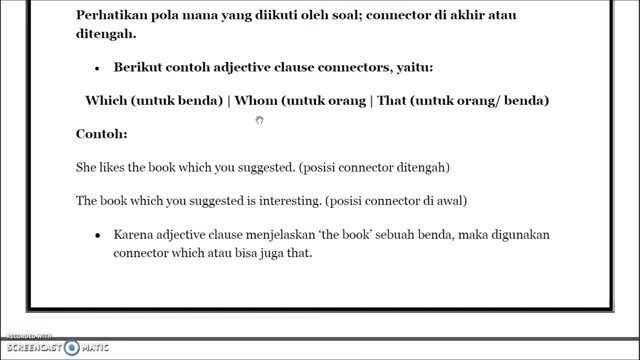 Perhatikan pola mana yang diikuti oleh soal; connector di akhir atau
ditengah.
• Berikut contoh adjective clause connectors, yaitu:
Which (untuk benda) | Whom (untuk orang | That (untuk orang/ benda)
Contoh:
She likes the book which you suggested. (posisi connector ditengah)
The book which you suggested is interesting. (posisi connector di awal)
• Karena adjective clause menjelaskan ‘the book’ sebuah benda, maka digunakan
connector which atau bisa juga that.
RECORDED WITH
SCREENCAST MATIC